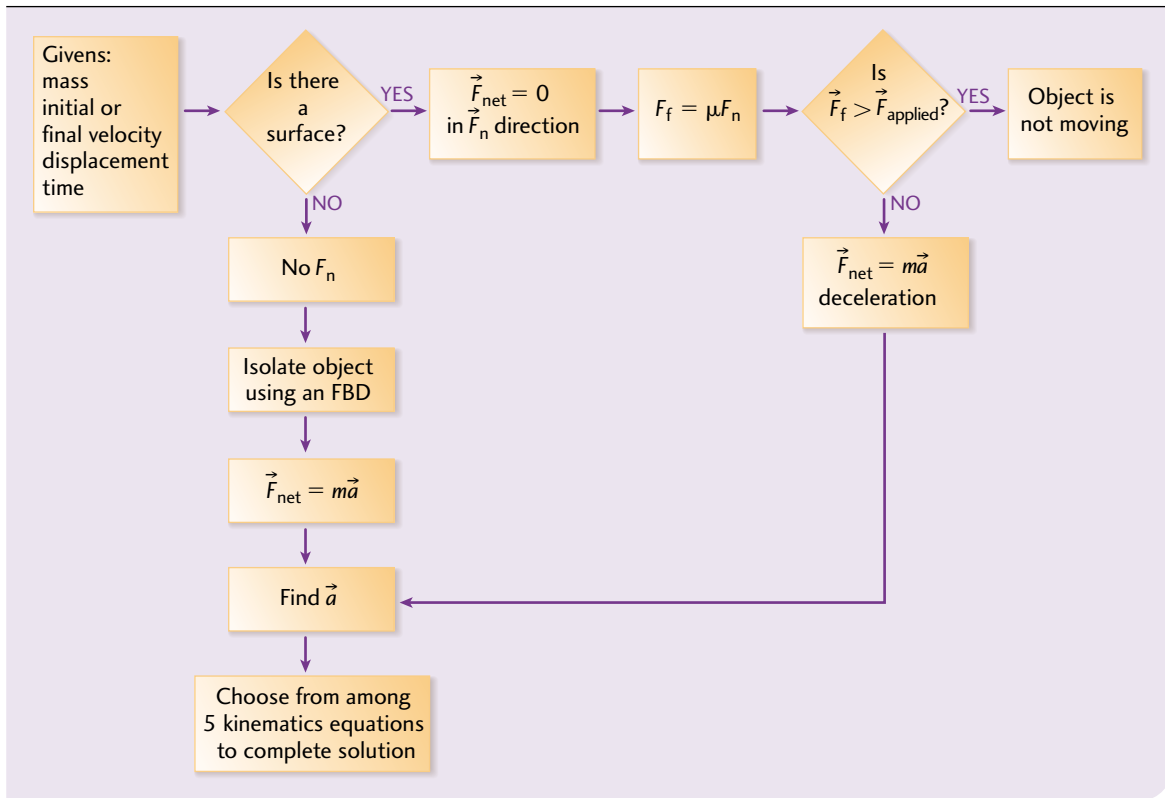 Givens:
mass
initial or
final velocity
displacement
time
Is there
a
surface?
YES
F⃗net = 0
in F⃗n direction
Ff = μFn
Is
F⃗f > F⃗applied?
YES
Object is
not moving
NO
No Fn
Isolate object
using an FBD
F⃗net = ma⃗
NO
F⃗net = ma⃗
deceleration
Find a⃗
Choose from among
5 kinematics equations
to complete solution